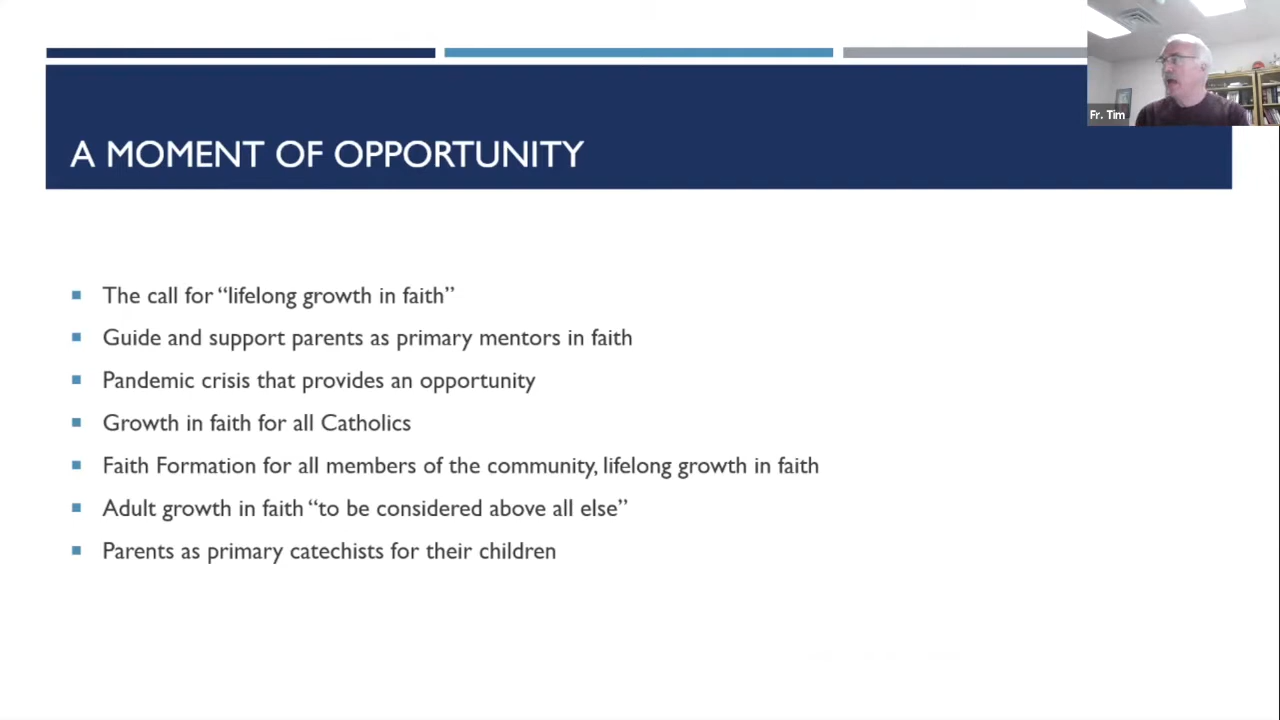 Fr. Tim
A MOMENT OF OPPORTUNITY
The call for “lifelong growth in faith”
Guide and support parents as primary mentors in faith
Pandemic crisis that provides an opportunity
Growth in faith for all Catholics
Faith Formation for all members of the community, lifelong growth in faith
Adult growth in faith “to be considered above all else”
Parents as primary catechists for their children